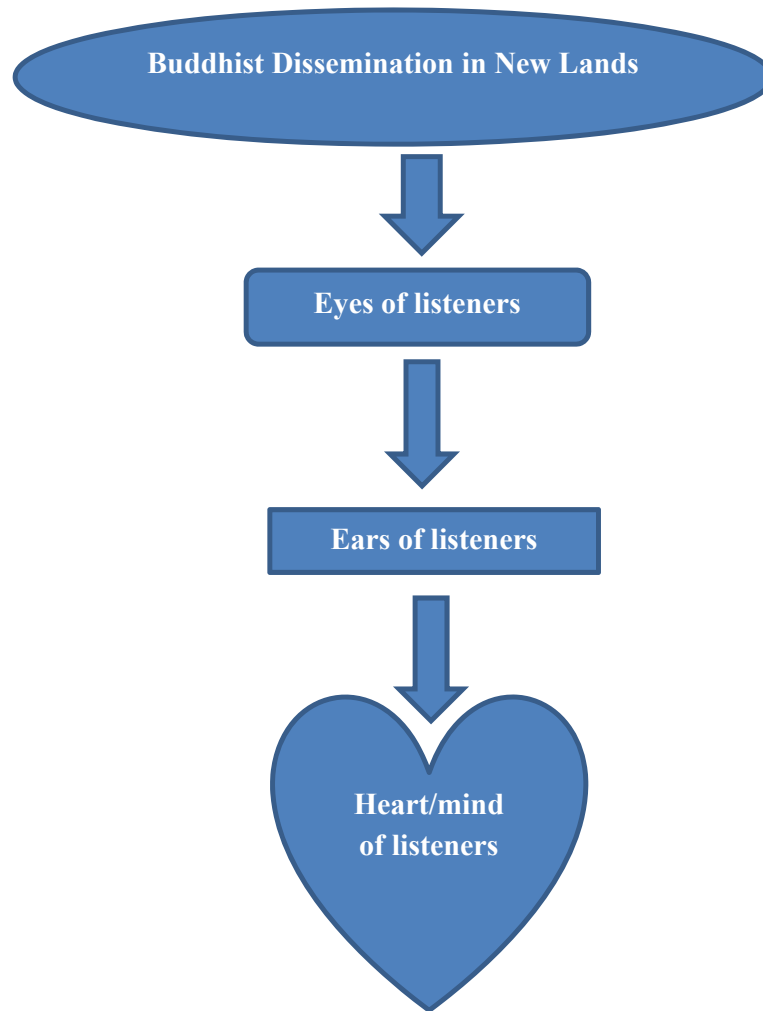 Buddhist Dissemination in New Lands
Eyes of listeners
Ears of listeners
Heart/mind
of listeners